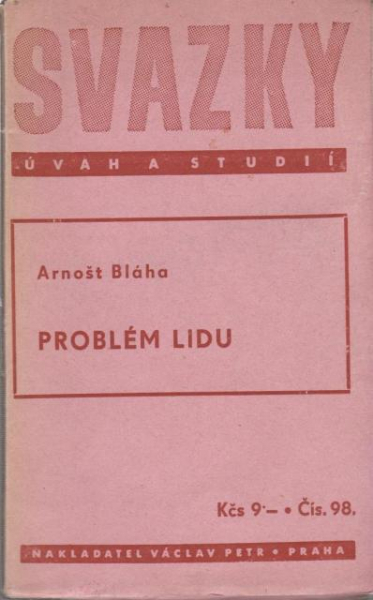 SVAZKY
ÚVAH A STUDIÍ
Arnošt Bláha
PROBLÉM LIDU
Kčs 9·– • Čís. 98.
NAKLADATEL VÁCLAV PETR • PRAHA